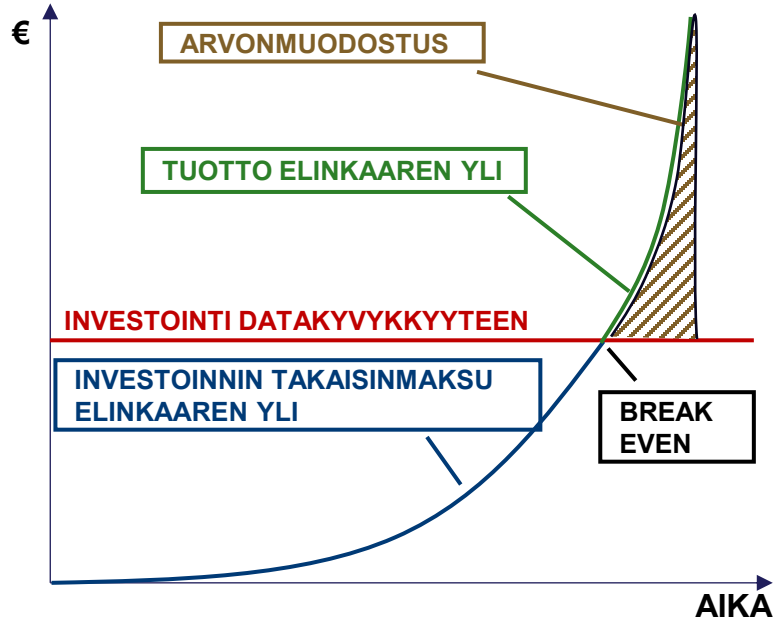 €
ARVONMUODOSTUS
TUOTTO ELINKAAREN YLI
INVESTOINTI DATAKYVYKKYYTEEN
INVESTOINNIN TAKAISINMAKSU
ELINKAAREN YLI
BREAK
EVEN
AIKA